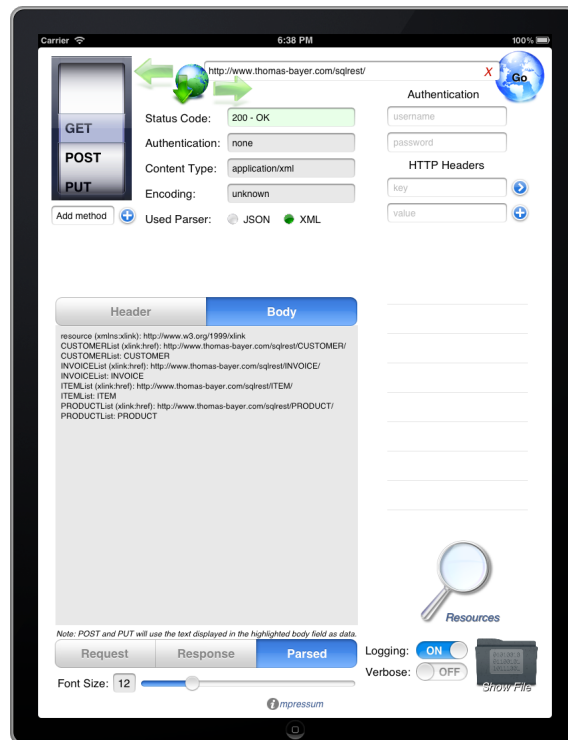 Carrier 6:38 PM 100%
http://www.thomas-bayer.com/sqlrest/ X Go
Authentication
GET
POST
PUT
Status Code: 200 - OK username
Authentication: none password
Content Type: application/xml HTTP Headers
Encoding: unknown key
Add method Used Parser: JSON XML value
Header Body
resource (xmlns:xlink): http://www.w3.org/1999/xlink
CUSTOMERList (xlink:href): http://www.thomas-bayer.com/sqlrest/CUSTOMER/
CUSTOMERList: CUSTOMER
INVOICEList (xlink:href): http://www.thomas-bayer.com/sqlrest/INVOICE/
INVOICEList: INVOICE
ITEMList (xlink:href): http://www.thomas-bayer.com/sqlrest/ITEM/
ITEMList: ITEM
PRODUCTList (xlink:href): http://www.thomas-bayer.com/sqlrest/PRODUCT/
PRODUCTList: PRODUCT
Resources
Note: POST and PUT will use the text displayed in the highlighted body field as data.
Request Response Parsed
Logging: ON
Verbose: OFF
Show File
Font Size: 12
impressum